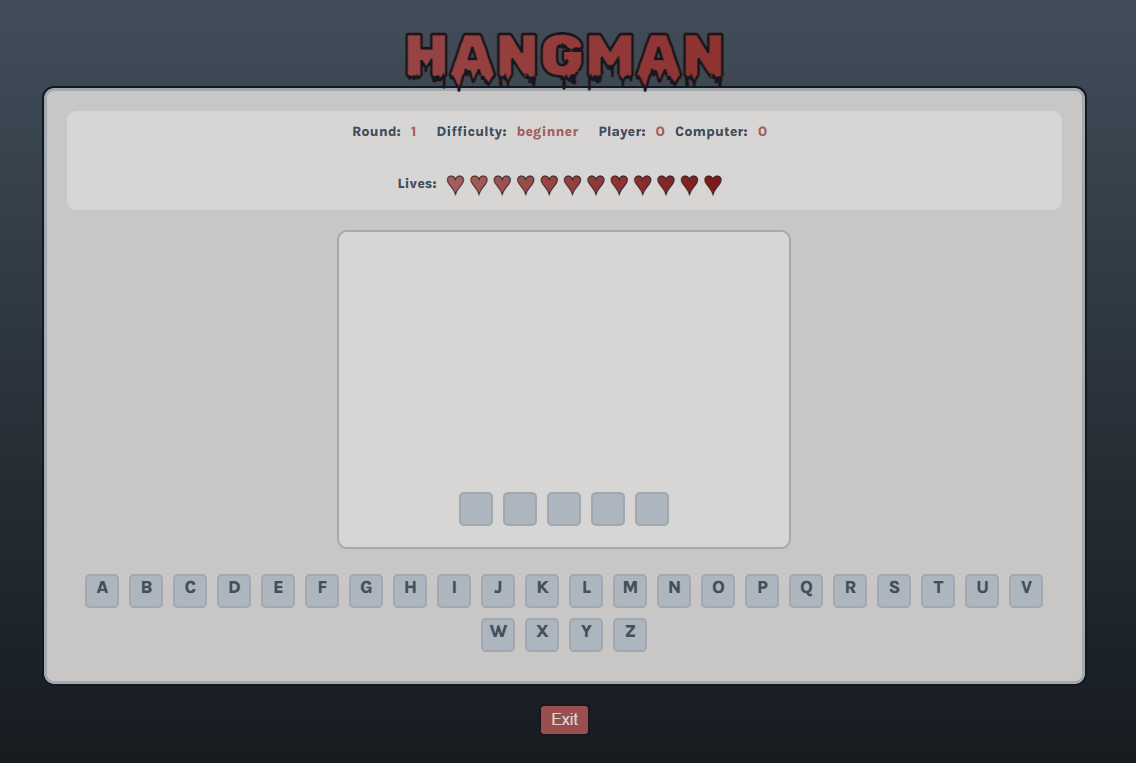 HANGMAN
Round: 1 Difficulty: beginner Player: 0 Computer: 0
Lives:
A B C D E F G H I J K L M N O P Q R S T U V
W X Y Z
Exit